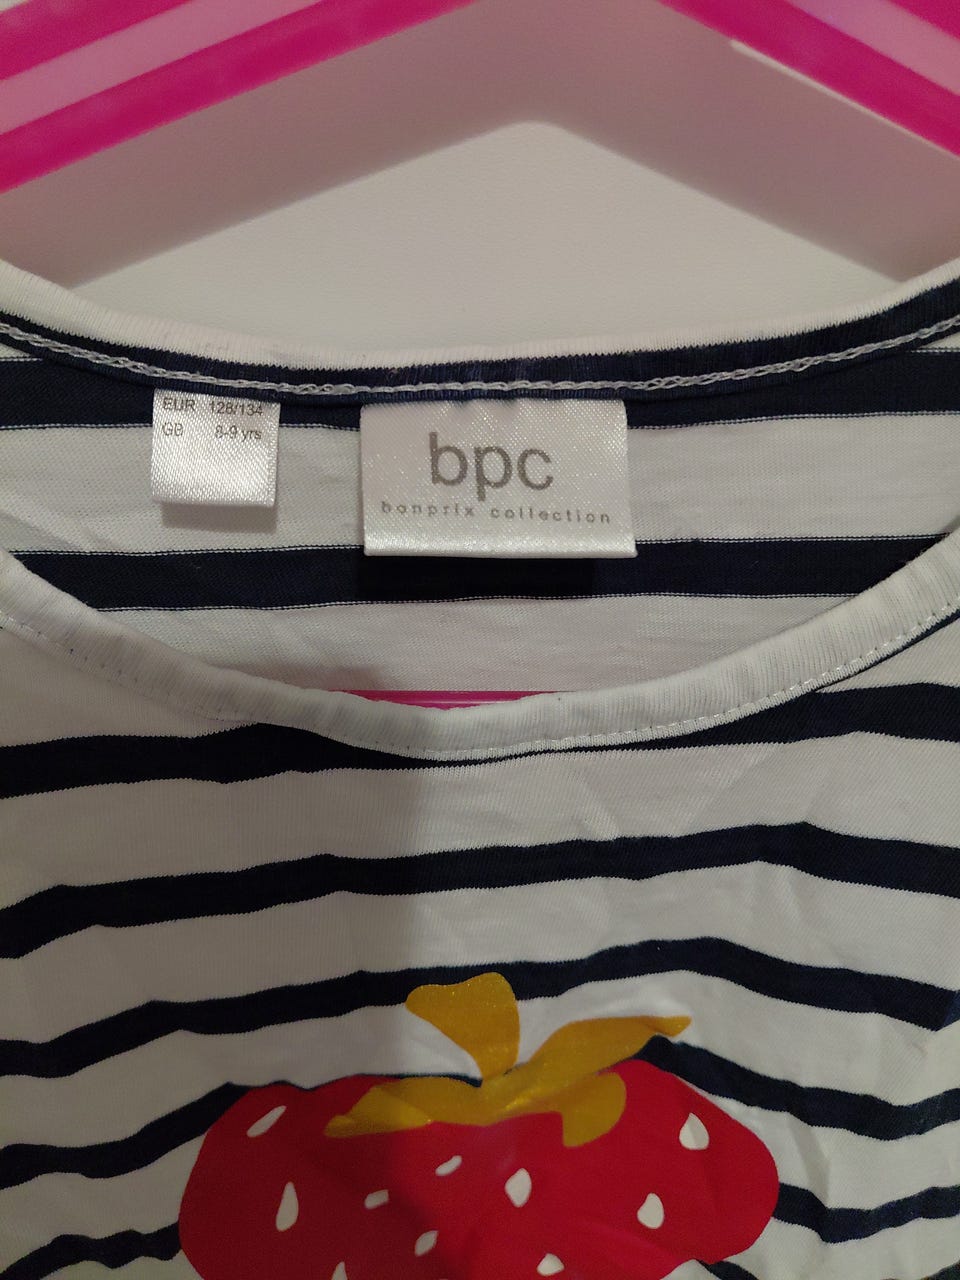 EUR 128/134
GB 8-9 yrs
bpc
bonprix collection